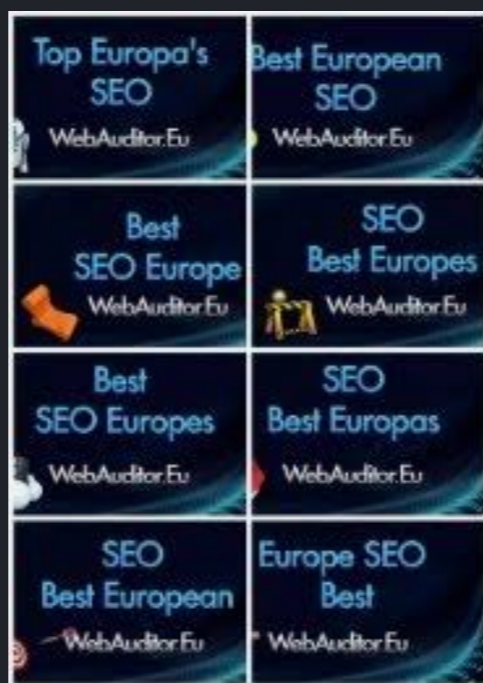 Top Europa's
SEO
WebAuditor.Eu
Best European
SEO
WebAuditor.Eu
Best
SEO Europe
WebAuditor.Eu
SEO
Best Europes
WebAuditor.Eu
Best
SEO Europes
WebAuditor.Eu
SEO
Best Europas
WebAuditor.Eu
SEO
Best European
WebAuditor.Eu
Europe SEO
Best
WebAuditor.Eu